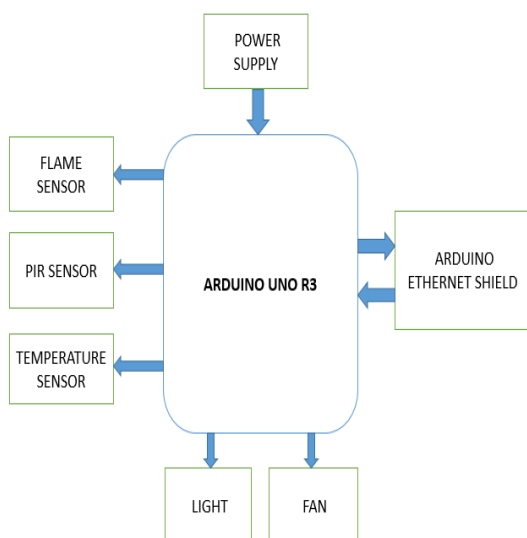 POWER
SUPPLY
FLAME
SENSOR
PIR SENSOR
ARDUINO UNO R3
ARDUINO
ETHERNET SHIELD
TEMPERATURE
SENSOR
LIGHT
FAN